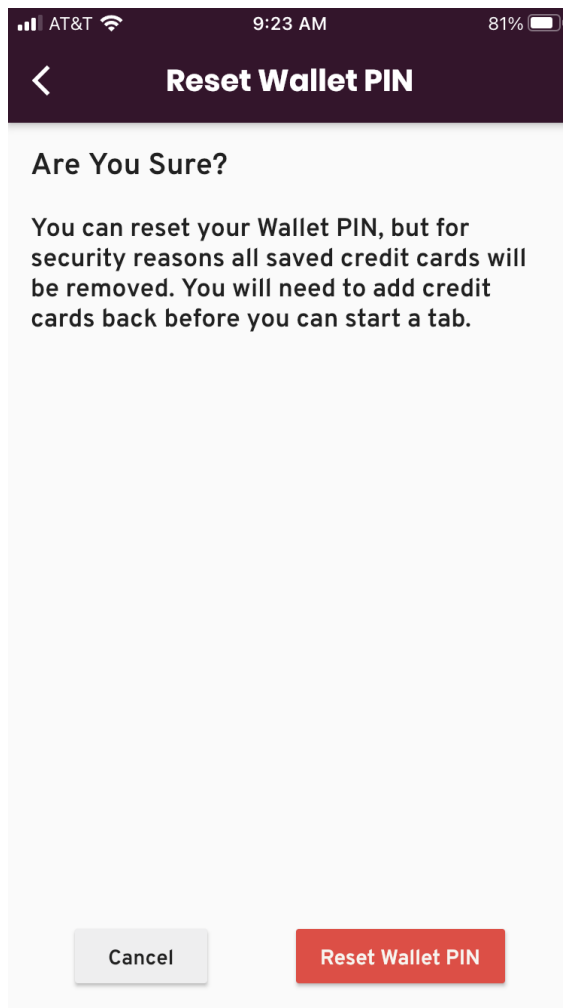 AT&T 9:23 AM 81%
Reset Wallet PIN
Are You Sure?
You can reset your Wallet PIN, but for
security reasons all saved credit cards will
be removed. You will need to add credit
cards back before you can start a tab.
Cancel Reset Wallet PIN